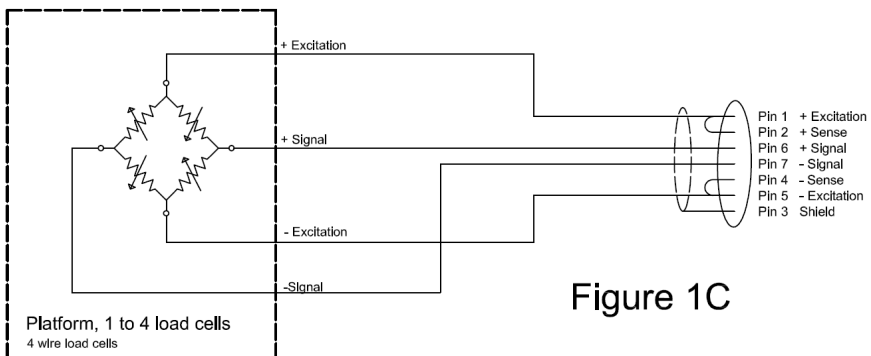 + Excitation
+ Signal
- Excitation
-Signal
Platform, 1 to 4 load cells
4 wire load cells
Pin 1 + Excitation
Pin 2 + Sense
Pin 6 + Signal
Pin 7 - Signal
Pin 4 - Sense
Pin 5 - Excitation
Pin 3 Shield
Figure 1C